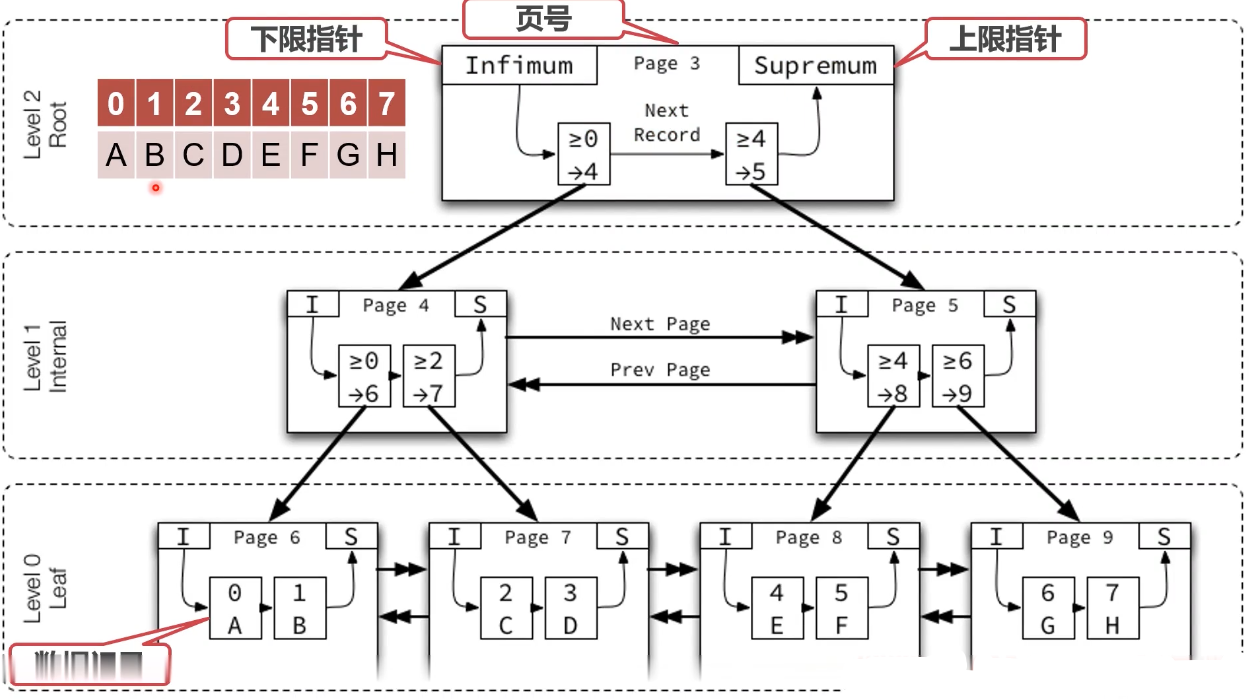 页号
下限指针
上限指针
Infimum
Page 3
Supremum
Level 2
Root
0 1 2 3 4 5 6 7
A B C D E F G H
Next
Record
≥0
→4
≥4
→5
Level 1
Internal
I Page 4 S
≥0
→6
≥2
→7
Next Page
Prev Page
I Page 5 S
≥4
→8
≥6
→9
Level 0
Leaf
I Page 6 S
0 1
A B
I Page 7 S
2 3
C D
I Page 8 S
4 5
E F
I Page 9 S
6 7
G H